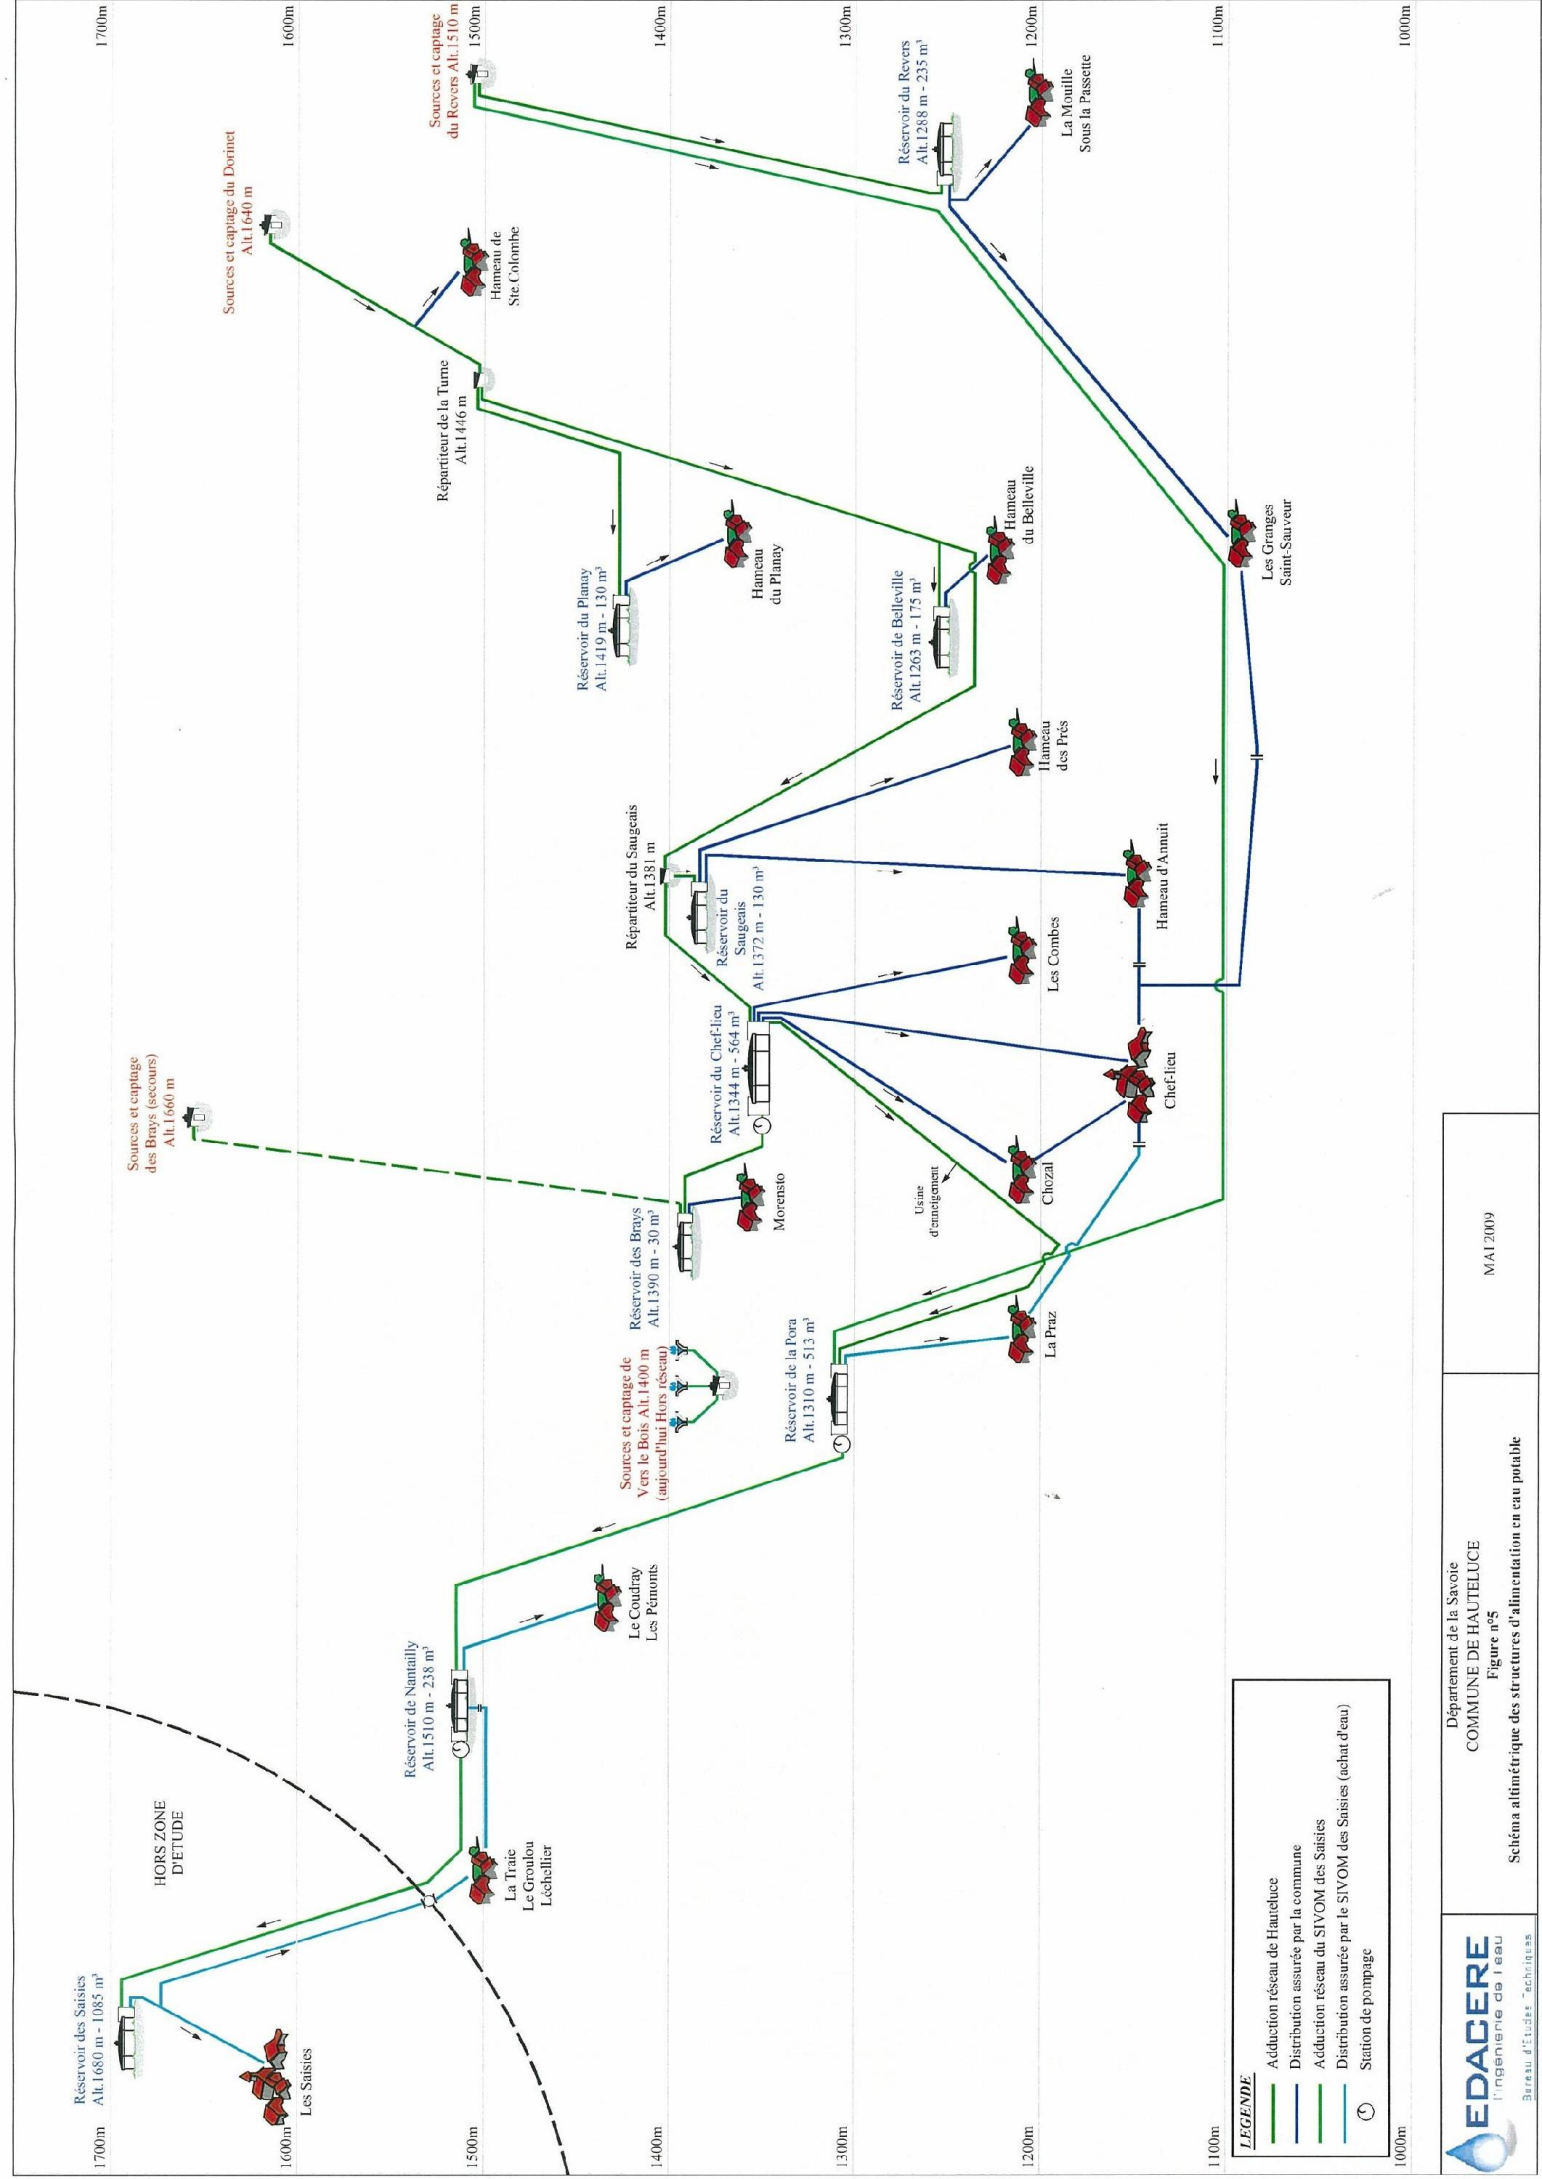 1700m
1600m
1500m
1400m
1300m
1200m
1100m
1000m
Réservoir des Saisies
Alt.1680 m - 1085 m³
Les Saisies
HORS ZONE
D'ETUDE
La Traie
Le Groulou
Léchellier
Réservoir de Nantailly
Alt.1510 m - 238 m³
Le Coudray
Les Pémonts
Sources et captage de
Vers le Bois Alt.1400 m
(aujourd'hui Hors réseau)
Réservoir de la Pora
Alt.1310 m - 513 m³
La Praz
Sources et captage
des Brays (secours)
Alt.1660 m
Réservoir des Brays
Alt.1390 m - 30 m³
Morensto
Usine
d'enneigement
Chozal
Réservoir du Chef-lieu
Alt.1344 m - 564 m³
Chef-lieu
Les Combes
Répartiteur du Saugeais
Alt.1381 m
Réservoir du
Saugeais
Alt.1372 m - 130 m³
Hameau d'Annuit
Hameau
des Prés
Réservoir du Planay
Alt.1419 m - 130 m³
Hameau
du Planay
Réservoir de Belleville
Alt.1263 m - 175 m³
Hameau
du Belleville
Les Granges
Saint-Sauveur
Répartiteur de la Turne
Alt.1446 m
Sources et captage du Dorinet
Alt.1640 m
Hameau de
Ste.Colombe
Sources et captage
du Revers Alt.1510 m
Réservoir du Revers
Alt.1288 m - 235 m³
La Mouille
Sous la Passette
1700m
1600m
1500m
1400m
1300m
1200m
1100m
1000m
LEGENDE
Adduction réseau de Hauteluce
Distribution assurée par la commune
Adduction réseau du SIVOM des Saisies
Distribution assurée par le SIVOM des Saisies (achat d'eau)
Station de pompage
EDACERE
l'ingénierie de l'eau
Bureau d'Etudes Techniques
Département de la Savoie
COMMUNE DE HAUTELUCE
Figure n°5
Schéma altimétrique des structures d'alimentation en eau potable
MAI 2009